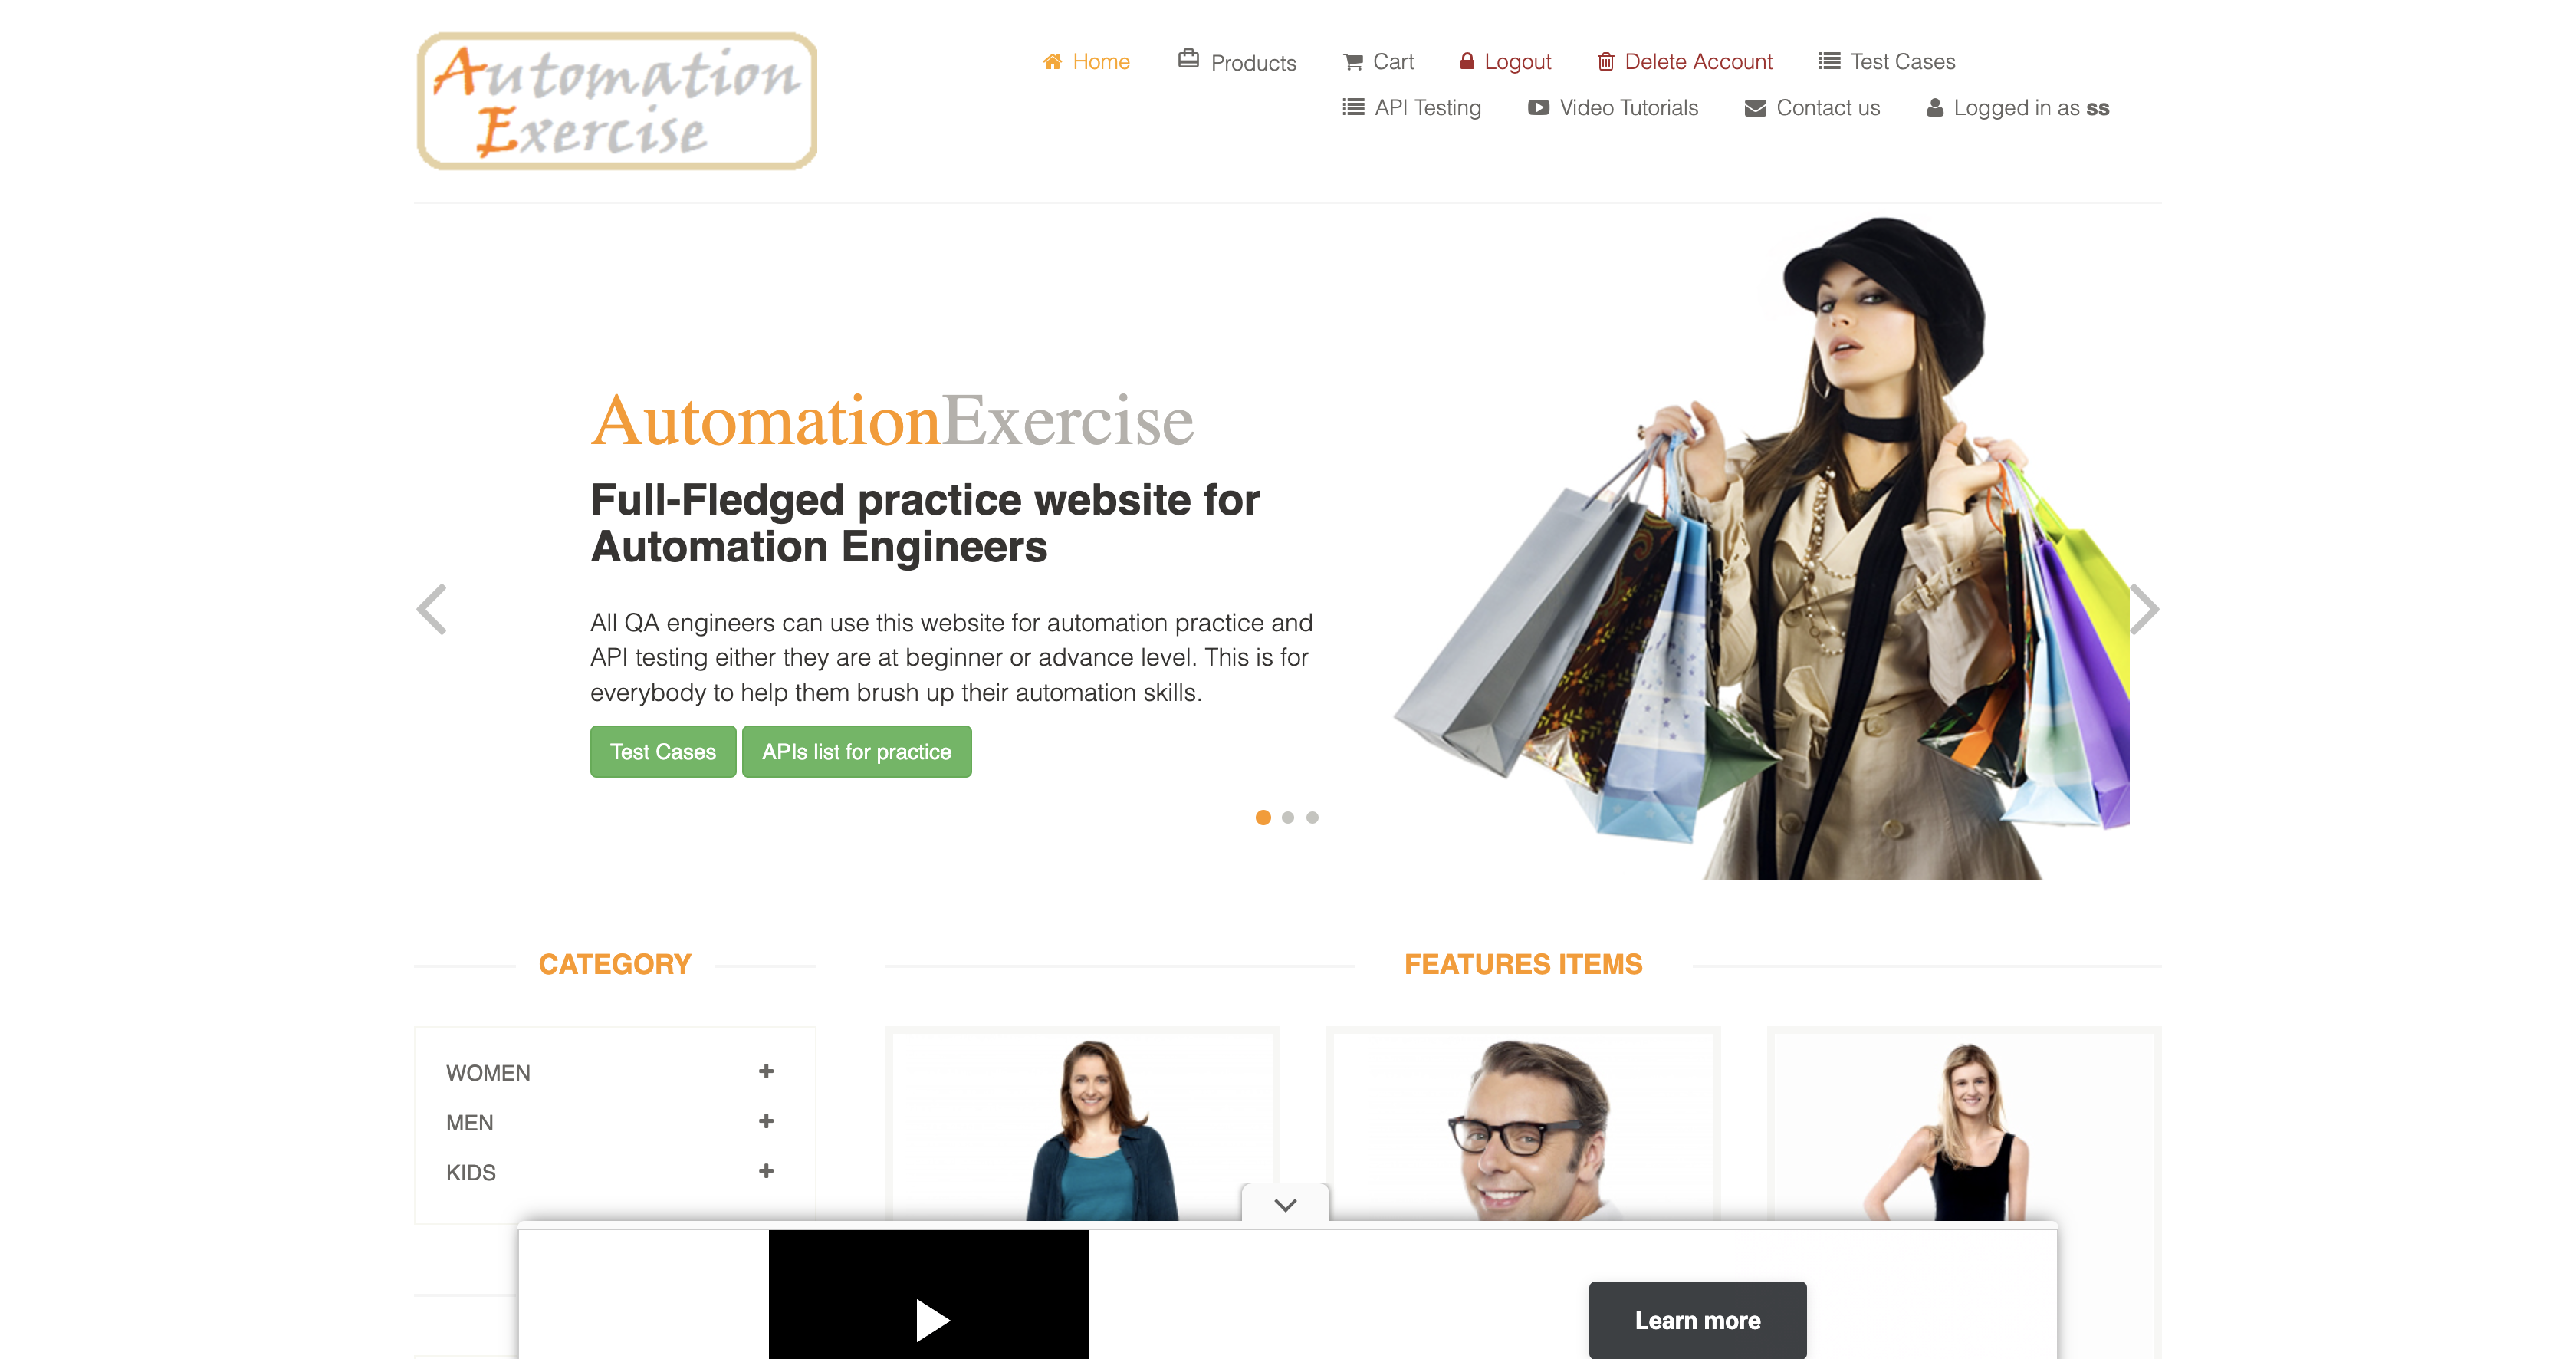 Automation
Exercise
Home Products Cart Logout Delete Account Test Cases
API Testing Video Tutorials Contact us Logged in as ss
AutomationExercise
Full-Fledged practice website for
Automation Engineers
All QA engineers can use this website for automation practice and
API testing either they are at beginner or advance level. This is for
everybody to help them brush up their automation skills.
Test Cases APIs list for practice
CATEGORY
FEATURES ITEMS
WOMEN
MEN
KIDS
Learn more